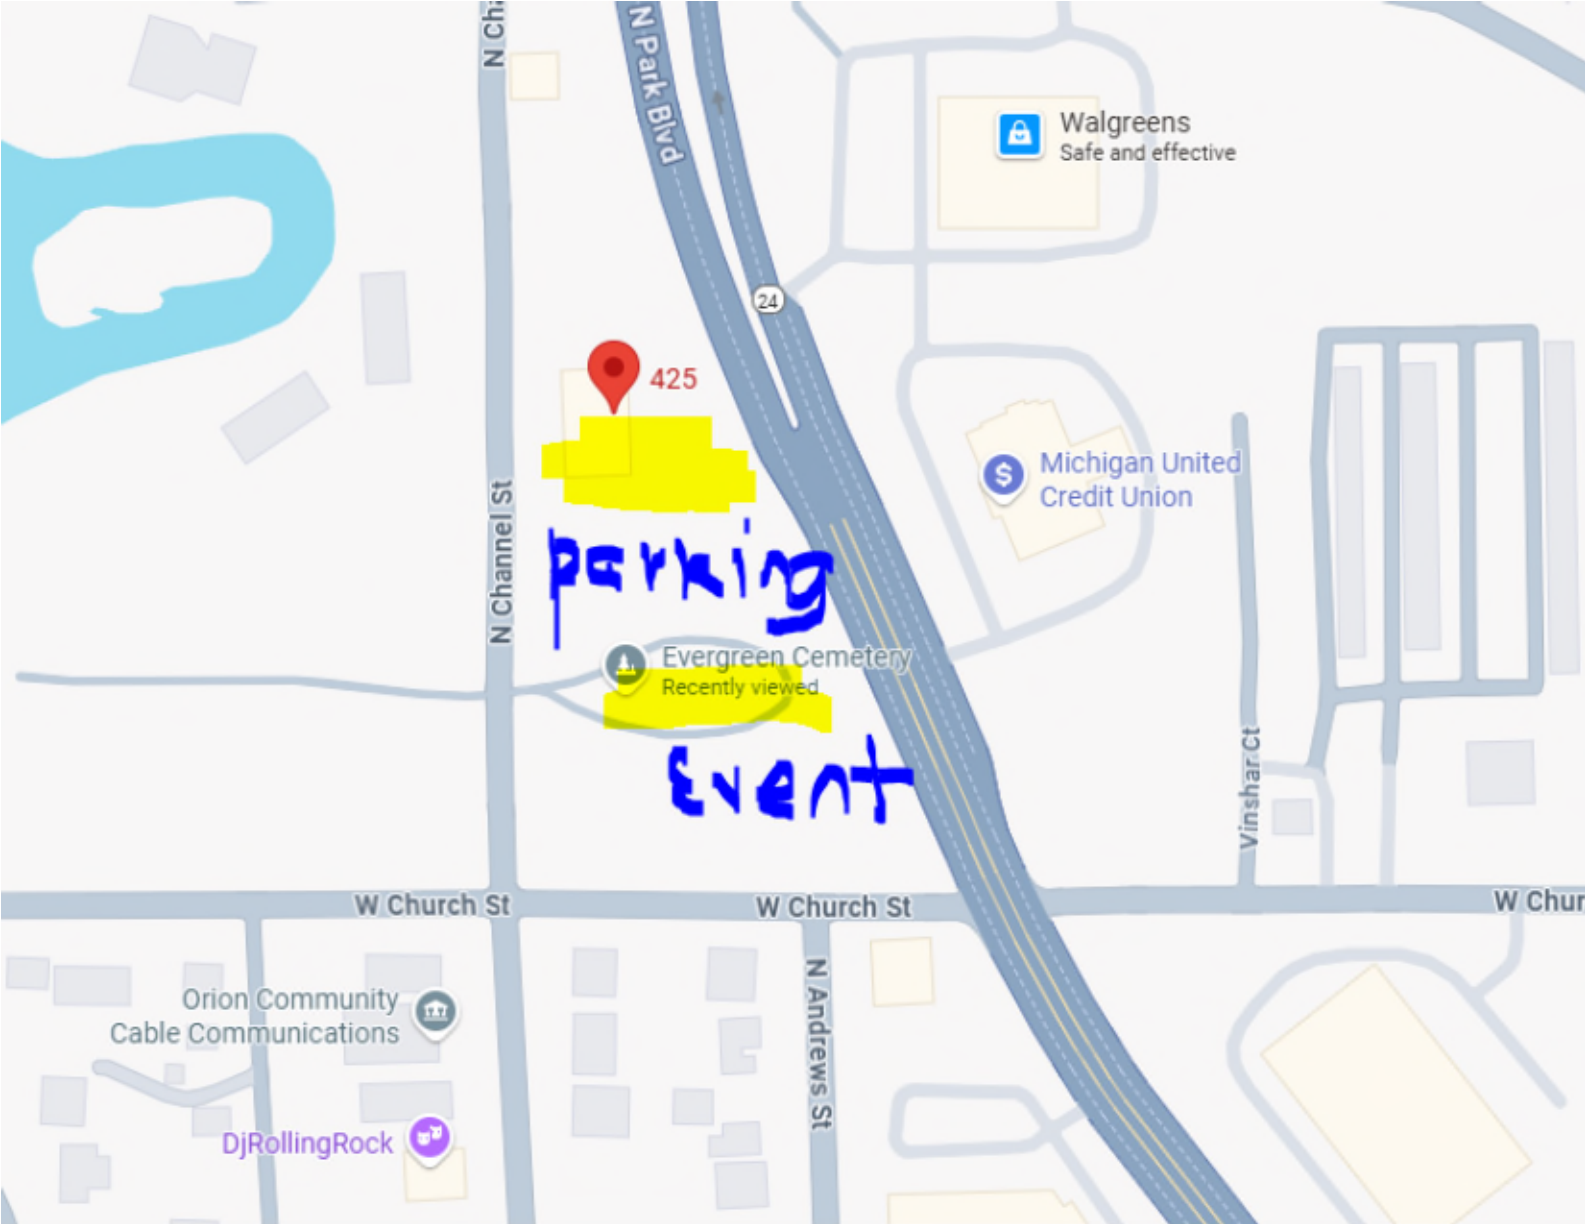 N Cha
N Park Blvd
Walgreens
Safe and effective
24
425
Michigan United
Credit Union
N Channel St
parking
Evergreen Cemetery
Recently viewed
Event
Vinshar Ct
W Church St
W Church St
W Chur
N Andrews St
Orion Community
Cable Communications
DjRollingRock